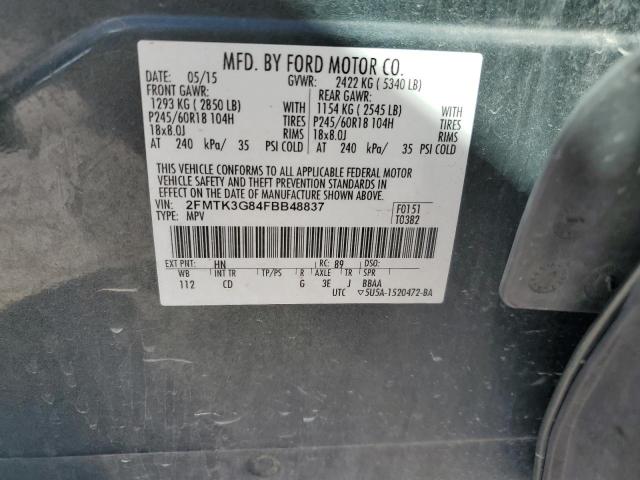 MFD. BY FORD MOTOR CO.
DATE: 05/15 GVWR: 2422 KG ( 5340 LB)
FRONT GAWR: REAR GAWR:
1293 KG ( 2850 LB) WITH 1154 KG ( 2545 LB) WITH
P245/60R18 104H TIRES P245/60R18 104H TIRES
18x8.0J RIMS 18x8.0J RIMS
AT 240 kPa/ 35 PSI COLD AT 240 kPa/ 35 PSI COLD
THIS VEHICLE CONFORMS TO ALL APPLICABLE FEDERAL MOTOR
VEHICLE SAFETY AND THEFT PREVENTION STANDARDS IN
EFFECT ON THE DATE OF MANUFACTURE SHOWN ABOVE.
VIN: 2FMTK3G84FBB48837 F0151
TYPE: MPV T0382
EXT PNT: HN RC: 89 DSO:
WB INT TR TP/PS R AXLE TR SPR
112 CD G 3E J BBAA
UTC ▽5U5A-1520472-BA